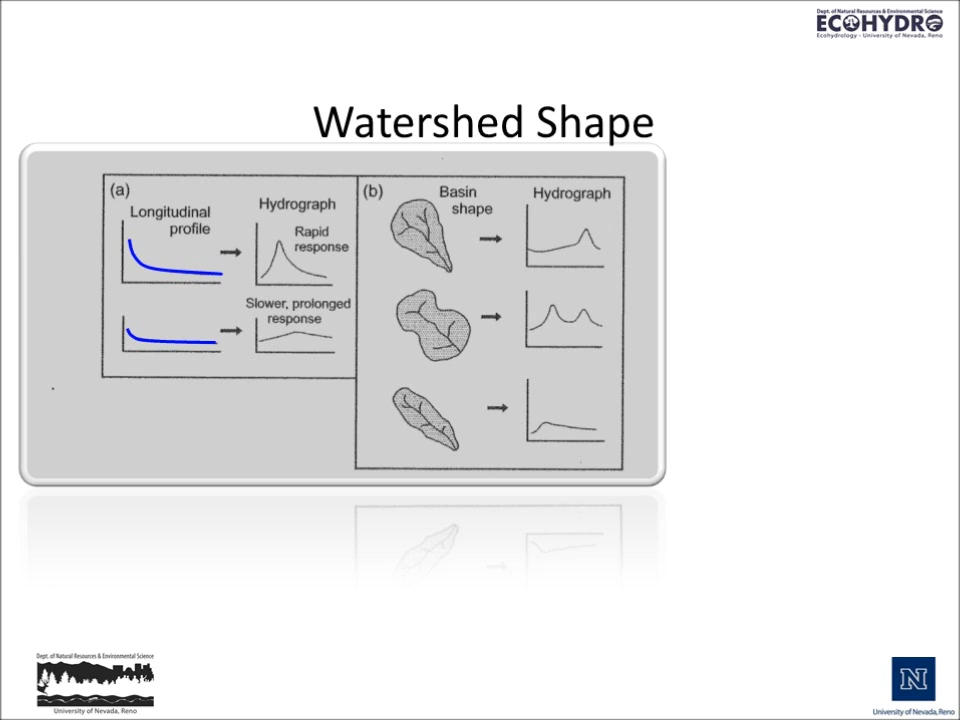 Dept. of Natural Resources & Environmental Science
ECOHYDRO
Ecohydrology - University of Nevada, Reno
Watershed Shape
(a)
Longitudinal
profile
Hydrograph
Rapid
response
Slower, prolonged
response
(b)
Basin
shape
Hydrograph
Dept. of Natural Resources & Environmental Science
University of Nevada, Reno
N
University of Nevada, Reno